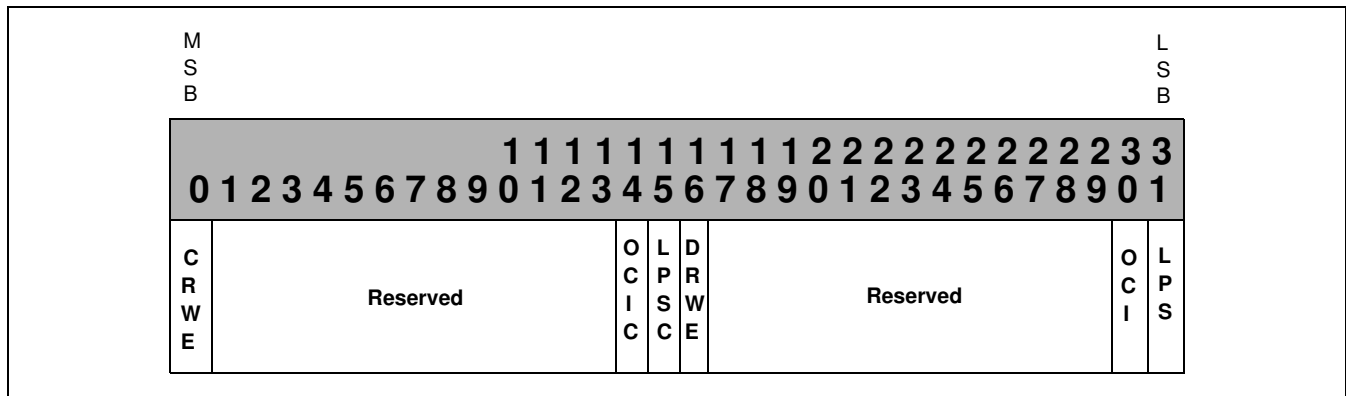 M S B
L S B
1 1 1 1 1 1 1 1 1 1 2 2 2 2 2 2 2 2 2 2 3 3
0 1 2 3 4 5 6 7 8 9 0 1 2 3 4 5 6 7 8 9 0 1 2 3 4 5 6 7 8 9 0 1
C R W E
Reserved
O C I C
L P S C
D R W E
Reserved
O C I
L P S